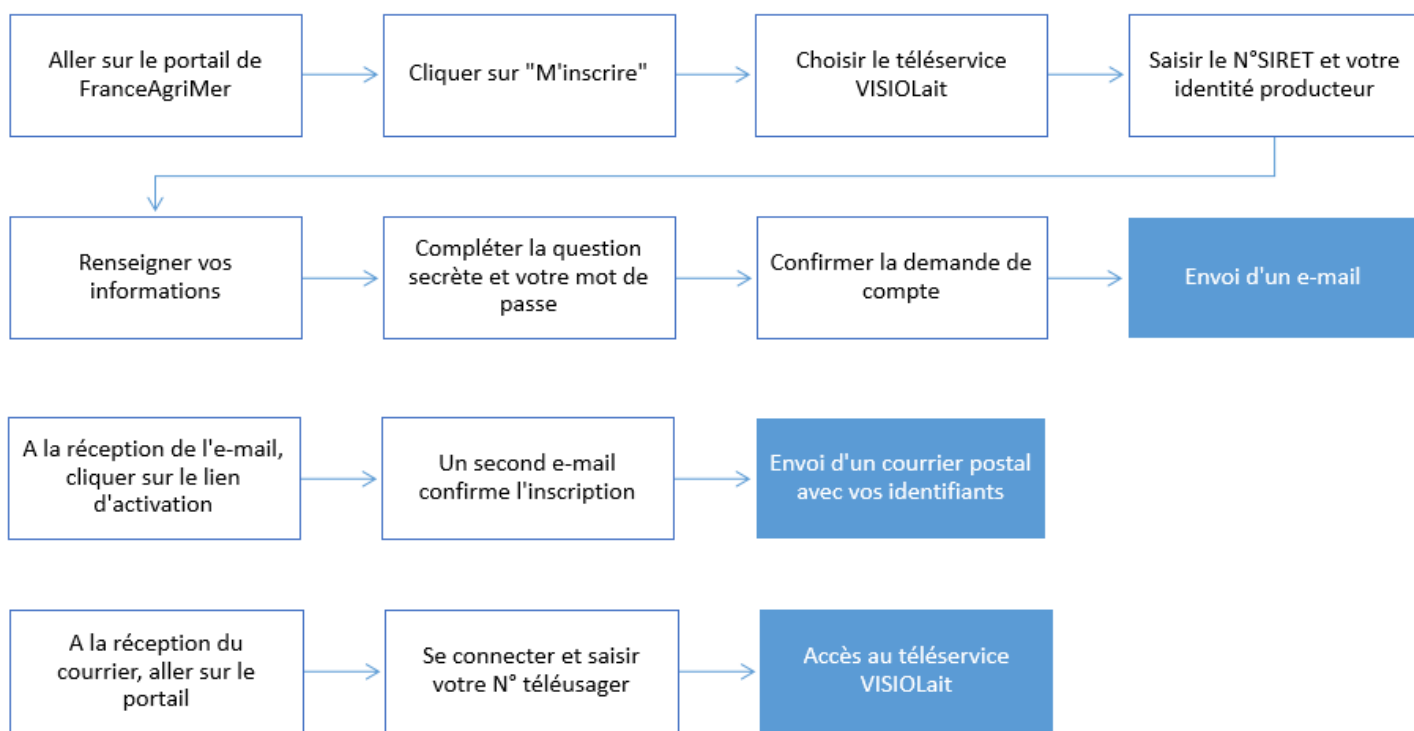 Aller sur le portail de
FranceAgriMer
Cliquer sur "M'inscrire"
Choisir le téléservice
VISIOLait
Saisir le N°SIRET et votre
identité producteur
Renseigner vos
informations
Compléter la question
secrète et votre mot de
passe
Confirmer la demande de
compte
Envoi d'un e-mail
A la réception de l'e-mail,
cliquer sur le lien
d'activation
Un second e-mail
confirme l'inscription
Envoi d'un courrier postal
avec vos identifiants
A la réception du
courrier, aller sur le
portail
Se connecter et saisir
votre N° téléusager
Accès au téléservice
VISIOLait